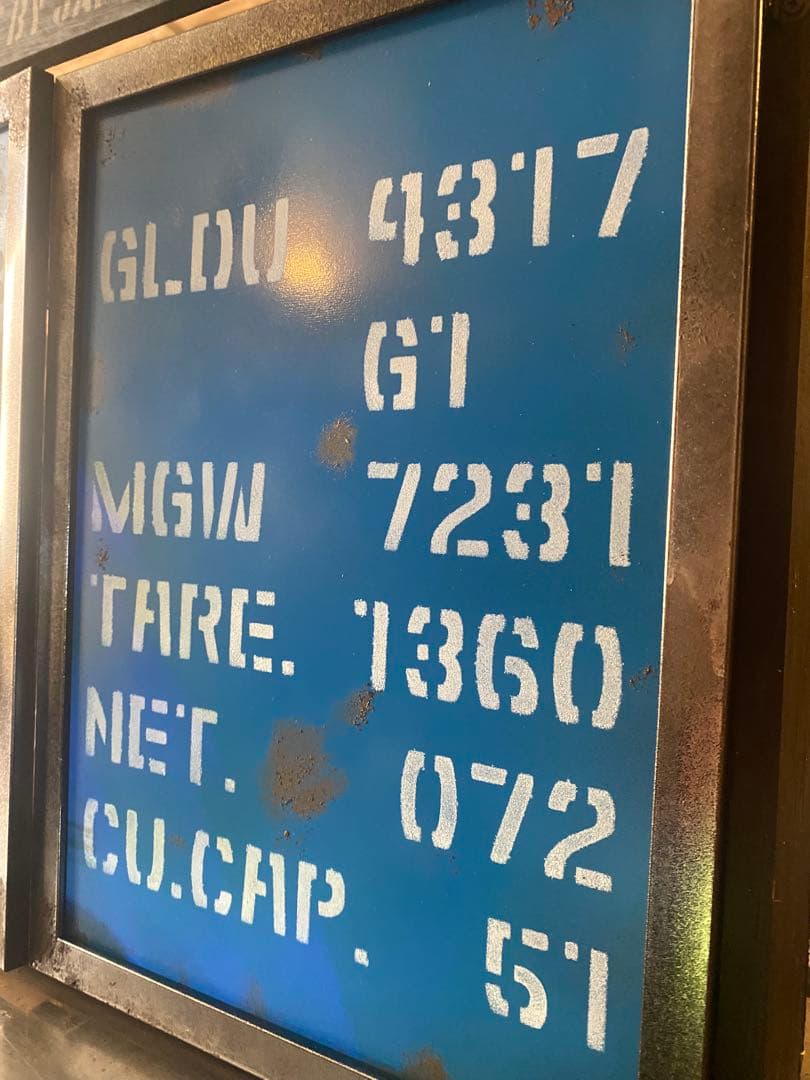 GLDU 4317
61
MGW 7231
TARE. 1360
NET. 072
CU.CAP. 51